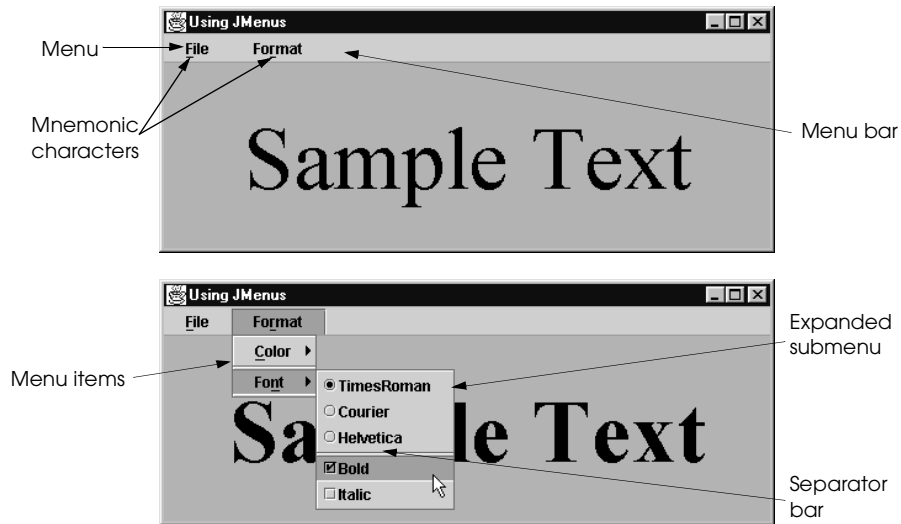 Using JMenus
Menu
File Format
Mnemonic
characters
Menu bar
Sample Text
Using JMenus
File Format
Expanded
submenu
Color
Menu items
Font
TimesRoman
Courier
Helvetica
Sa le Text
Bold
Italic
Separator
bar